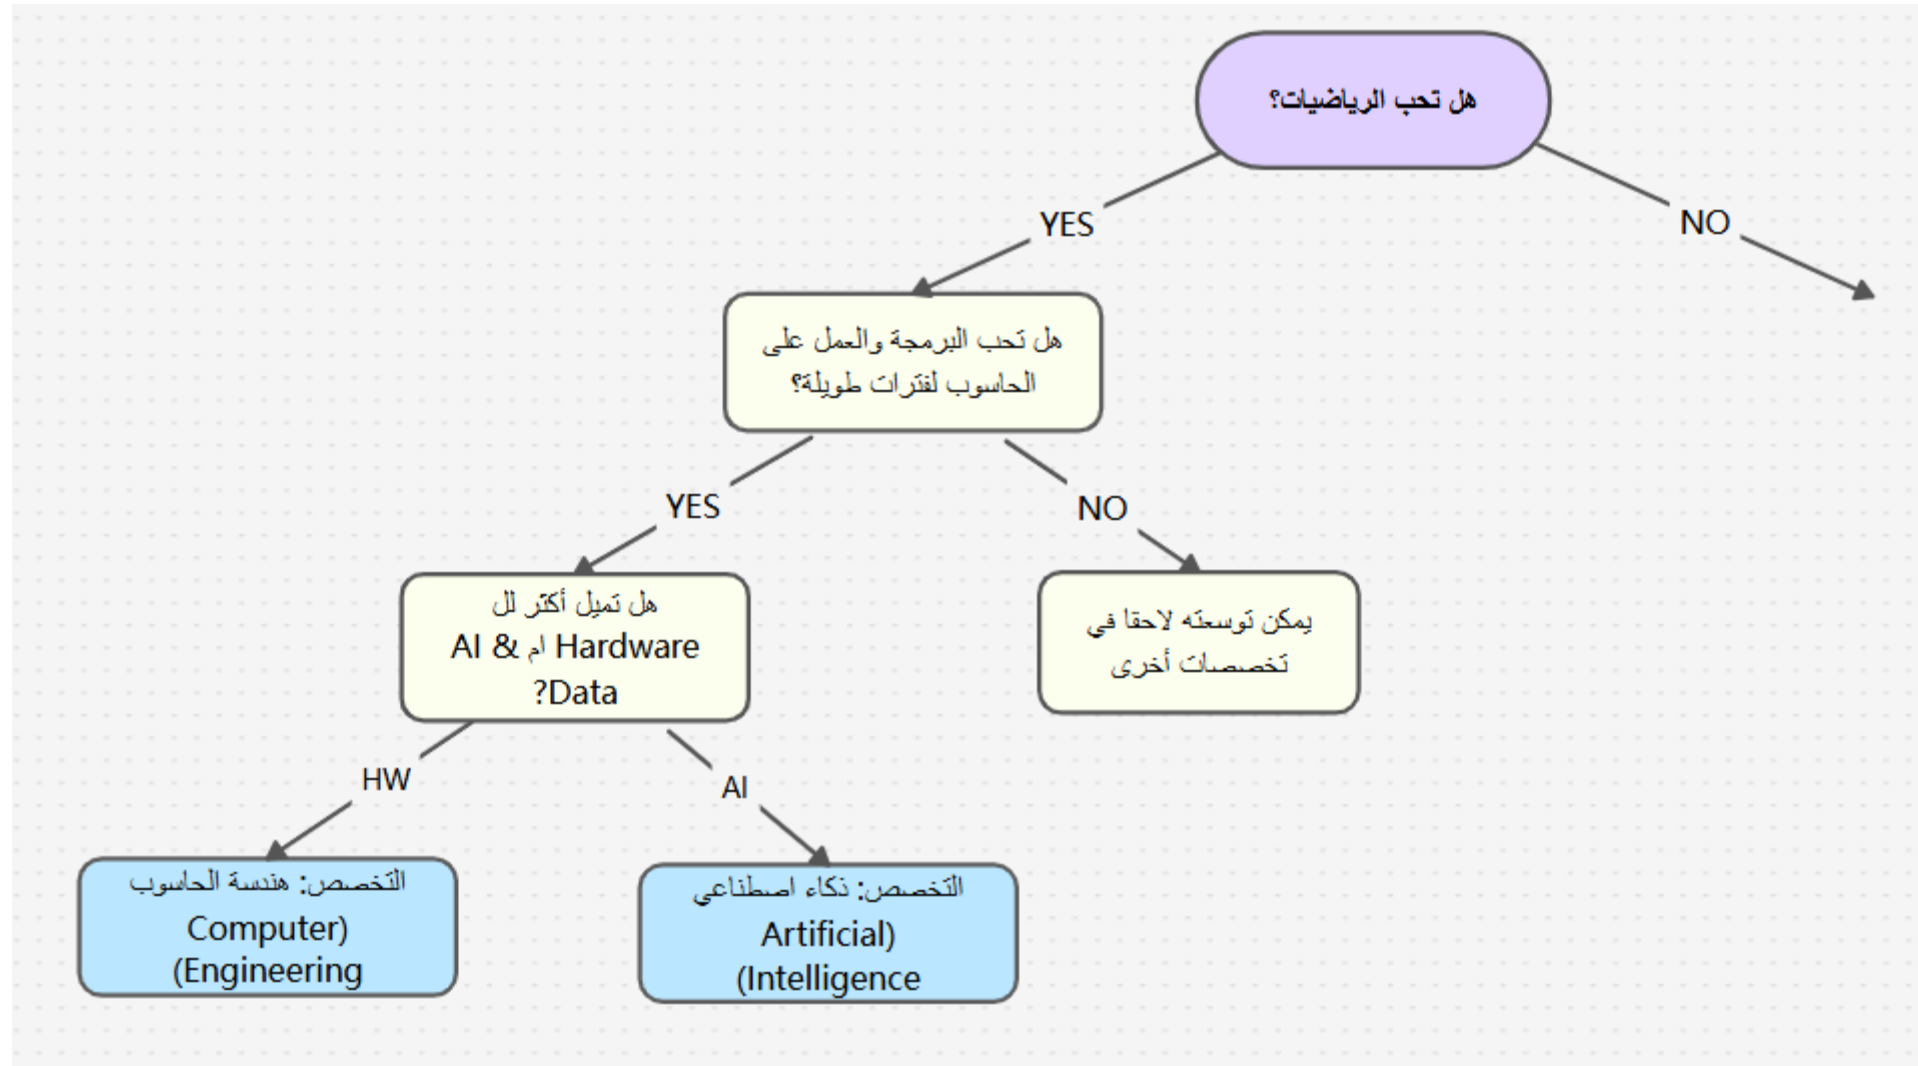 هل تحب الرياضيات؟
YES
NO
هل تحب البرمجة والعمل على
الحاسوب لفترات طويلة؟
YES
NO
هل تميل أكثر لل
Hardware ام AI &
Data?
يمكن توسعته لاحقا في
تخصصات أخرى
HW
AI
التخصص: هندسة الحاسوب
(Computer
Engineering)
التخصص: ذكاء اصطناعي
(Artificial
Intelligence)